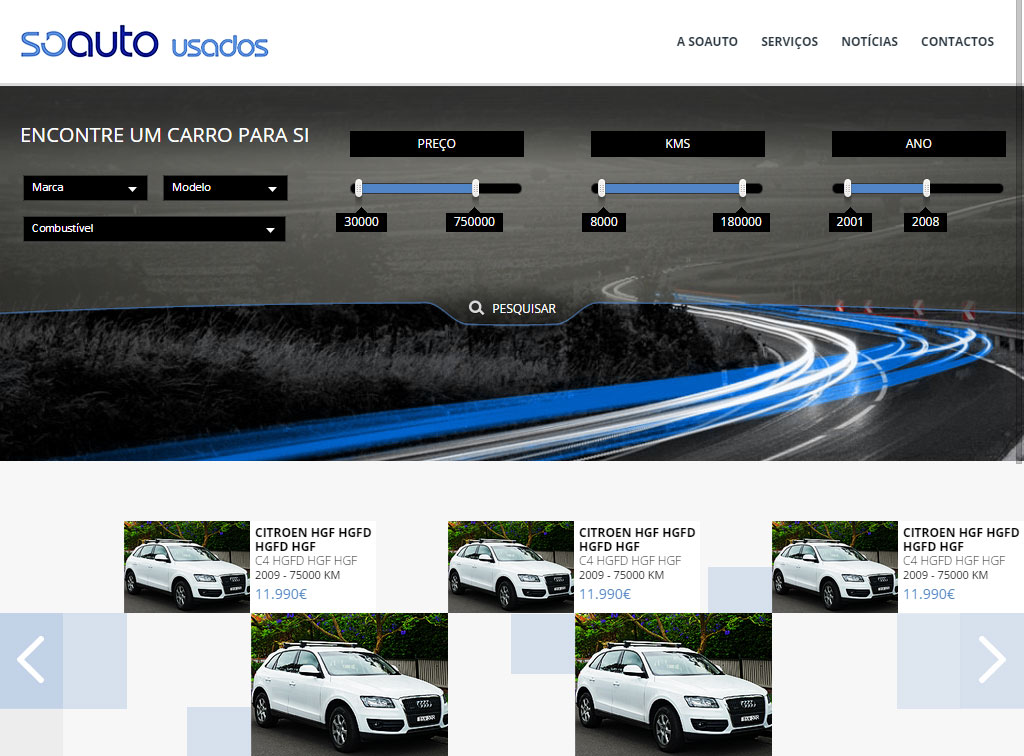 soauto usados
A SOAUTO SERVIÇOS NOTÍCIAS CONTACTOS
ENCONTRE UM CARRO PARA SI
PREÇO
KMS
ANO
Marca
Modelo
Combustível
30000
750000
8000
180000
2001
2008
PESQUISAR
CITROEN HGF HGFD
HGFD HGF
C4 HGFD HGF HGF
2009 - 75000 KM
11.990€
CITROEN HGF HGFD
HGFD HGF
C4 HGFD HGF HGF
2009 - 75000 KM
11.990€
CITROEN HGF HGFD
HGFD HGF
C4 HGFD HGF HGF
2009 - 75000 KM
11.990€